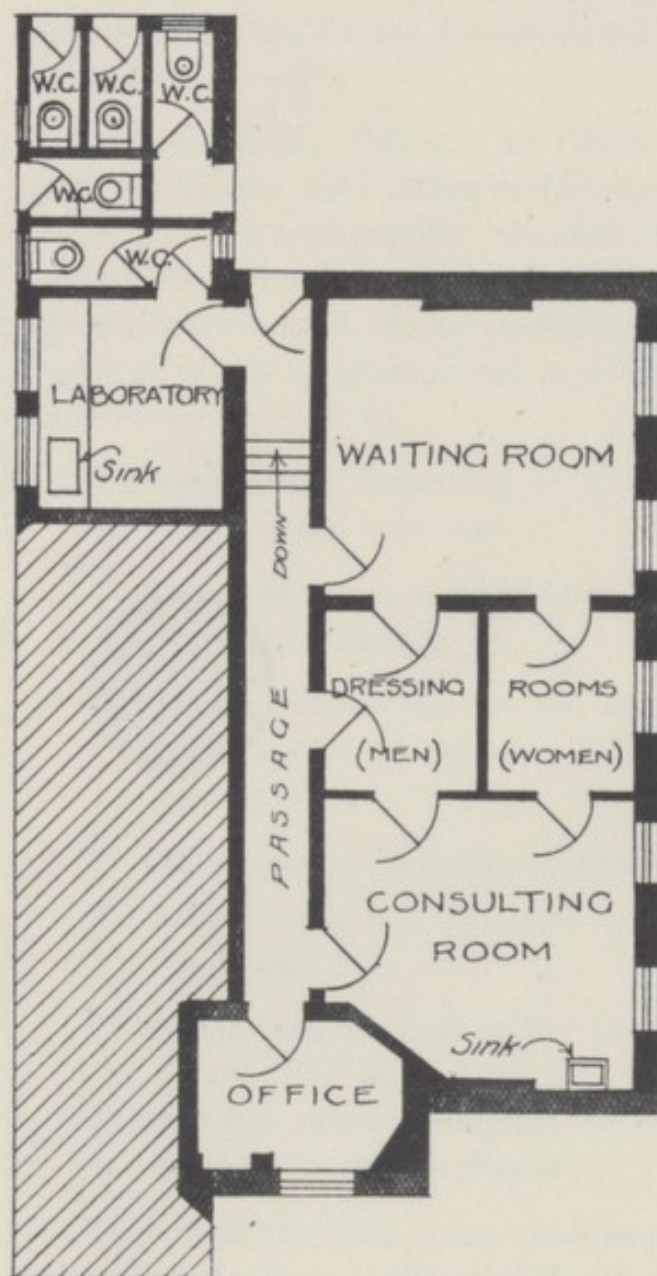 W.C. W.C. W.C.
W.C.
W.C.
LABORATORY
Sink
WAITING ROOM
DOWN
PASSAGE
DRESSING ROOMS
(MEN) (WOMEN)
CONSULTING
ROOM
Sink
OFFICE